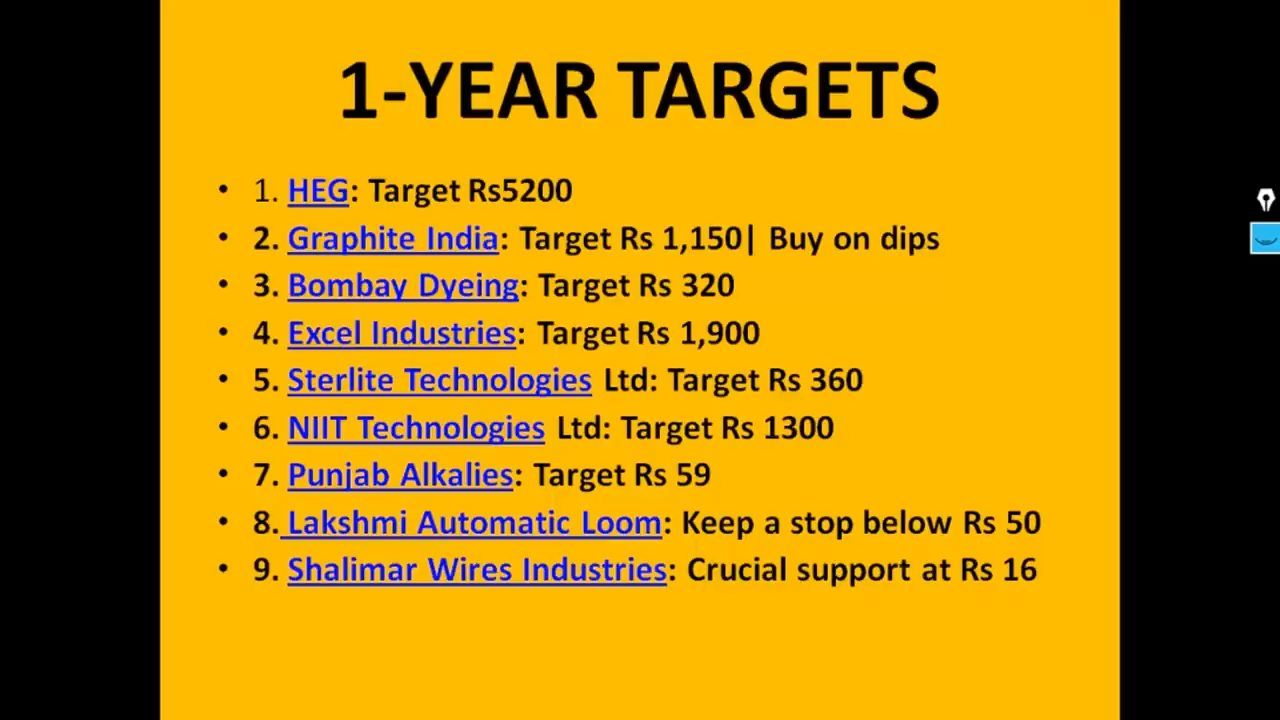 1-YEAR TARGETS
• 1. HEG: Target Rs5200
• 2. Graphite India: Target Rs 1,150| Buy on dips
• 3. Bombay Dyeing: Target Rs 320
• 4. Excel Industries: Target Rs 1,900
• 5. Sterlite Technologies Ltd: Target Rs 360
• 6. NIIT Technologies Ltd: Target Rs 1300
• 7. Punjab Alkalies: Target Rs 59
• 8. Lakshmi Automatic Loom: Keep a stop below Rs 50
• 9. Shalimar Wires Industries: Crucial support at Rs 16